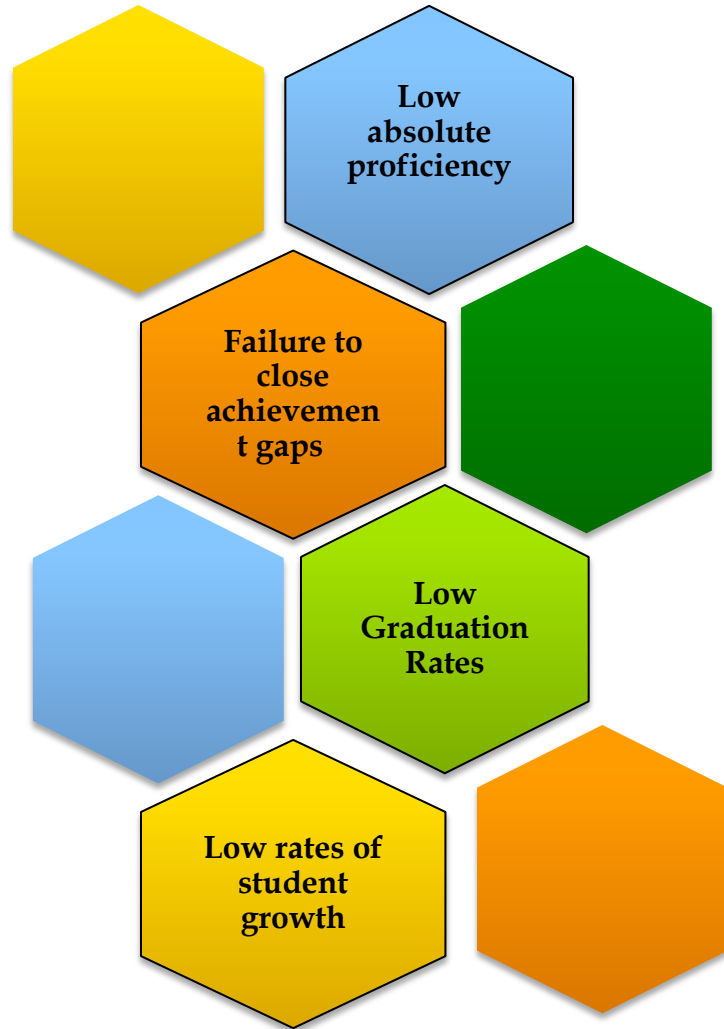 Low
absolute
proficiency
Failure to
close
achievemen
t gaps
Low
Graduation
Rates
Low rates of
student
growth